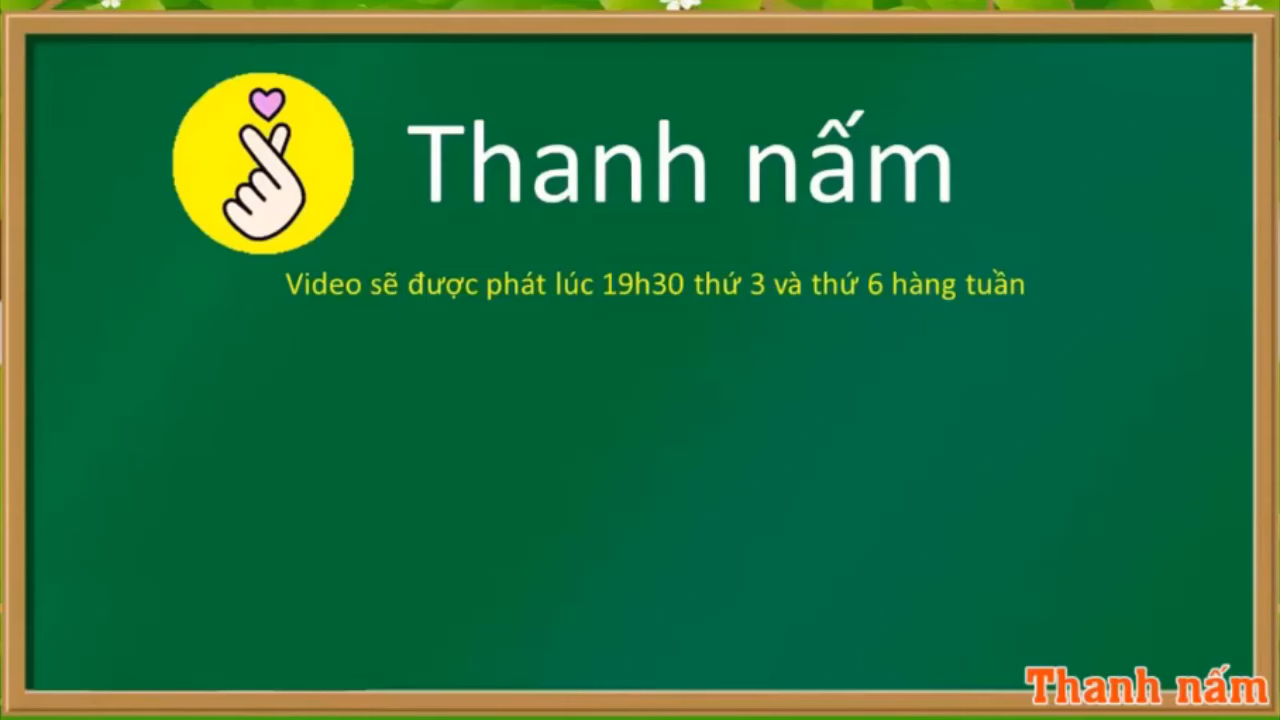 Thanh nấm
Video sẽ được phát lúc 19h30 thứ 3 và thứ 6 hàng tuần
Thanh nấm